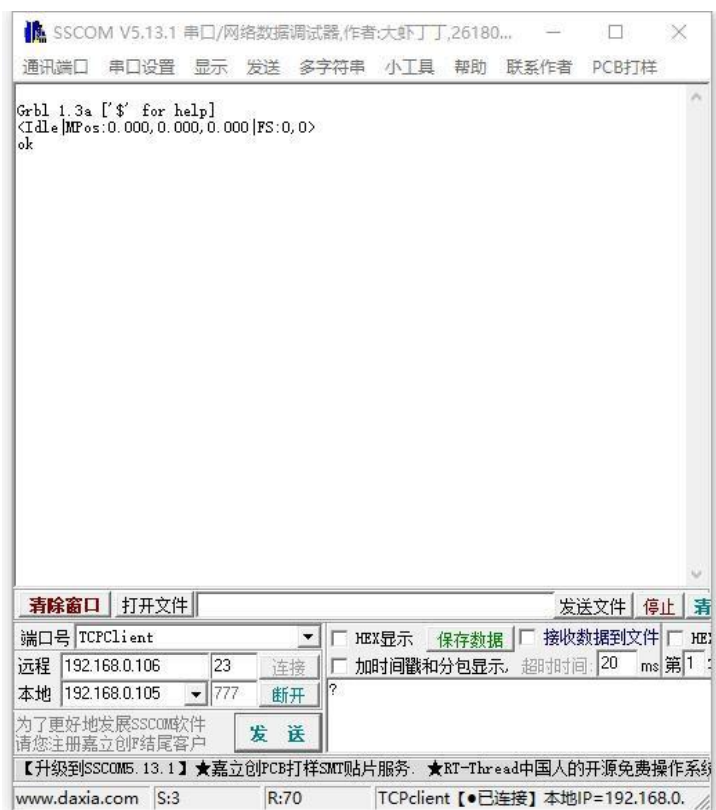 SSCOM V5.13.1 串口/网络数据调试器,作者:大虾丁丁,26180...
通讯端口 串口设置 显示 发送 多字符串 小工具 帮助 联系作者 PCB打样
Grbl 1.3a ['$' for help]
<Idle|MPos:0.000,0.000,0.000|FS:0,0>
ok
清除窗口 打开文件 发送文件 停止 清
端口号 TCPClient HEX显示 保存数据 接收数据到文件 HEX
远程 192.168.0.106 23 连接 加时间戳和分包显示, 超时时间: 20 ms 第1
本地 192.168.0.105 777 断开 ?
为了更好地发展SSCOM软件
请您注册嘉立创F结尾客户
发 送
【升级到SSCOM5.13.1】★嘉立创PCB打样SMT贴片服务. ★RT-Thread中国人的开源免费操作系统
www.daxia.com S:3 R:70 TCPclient【●已连接】本地IP=192.168.0.